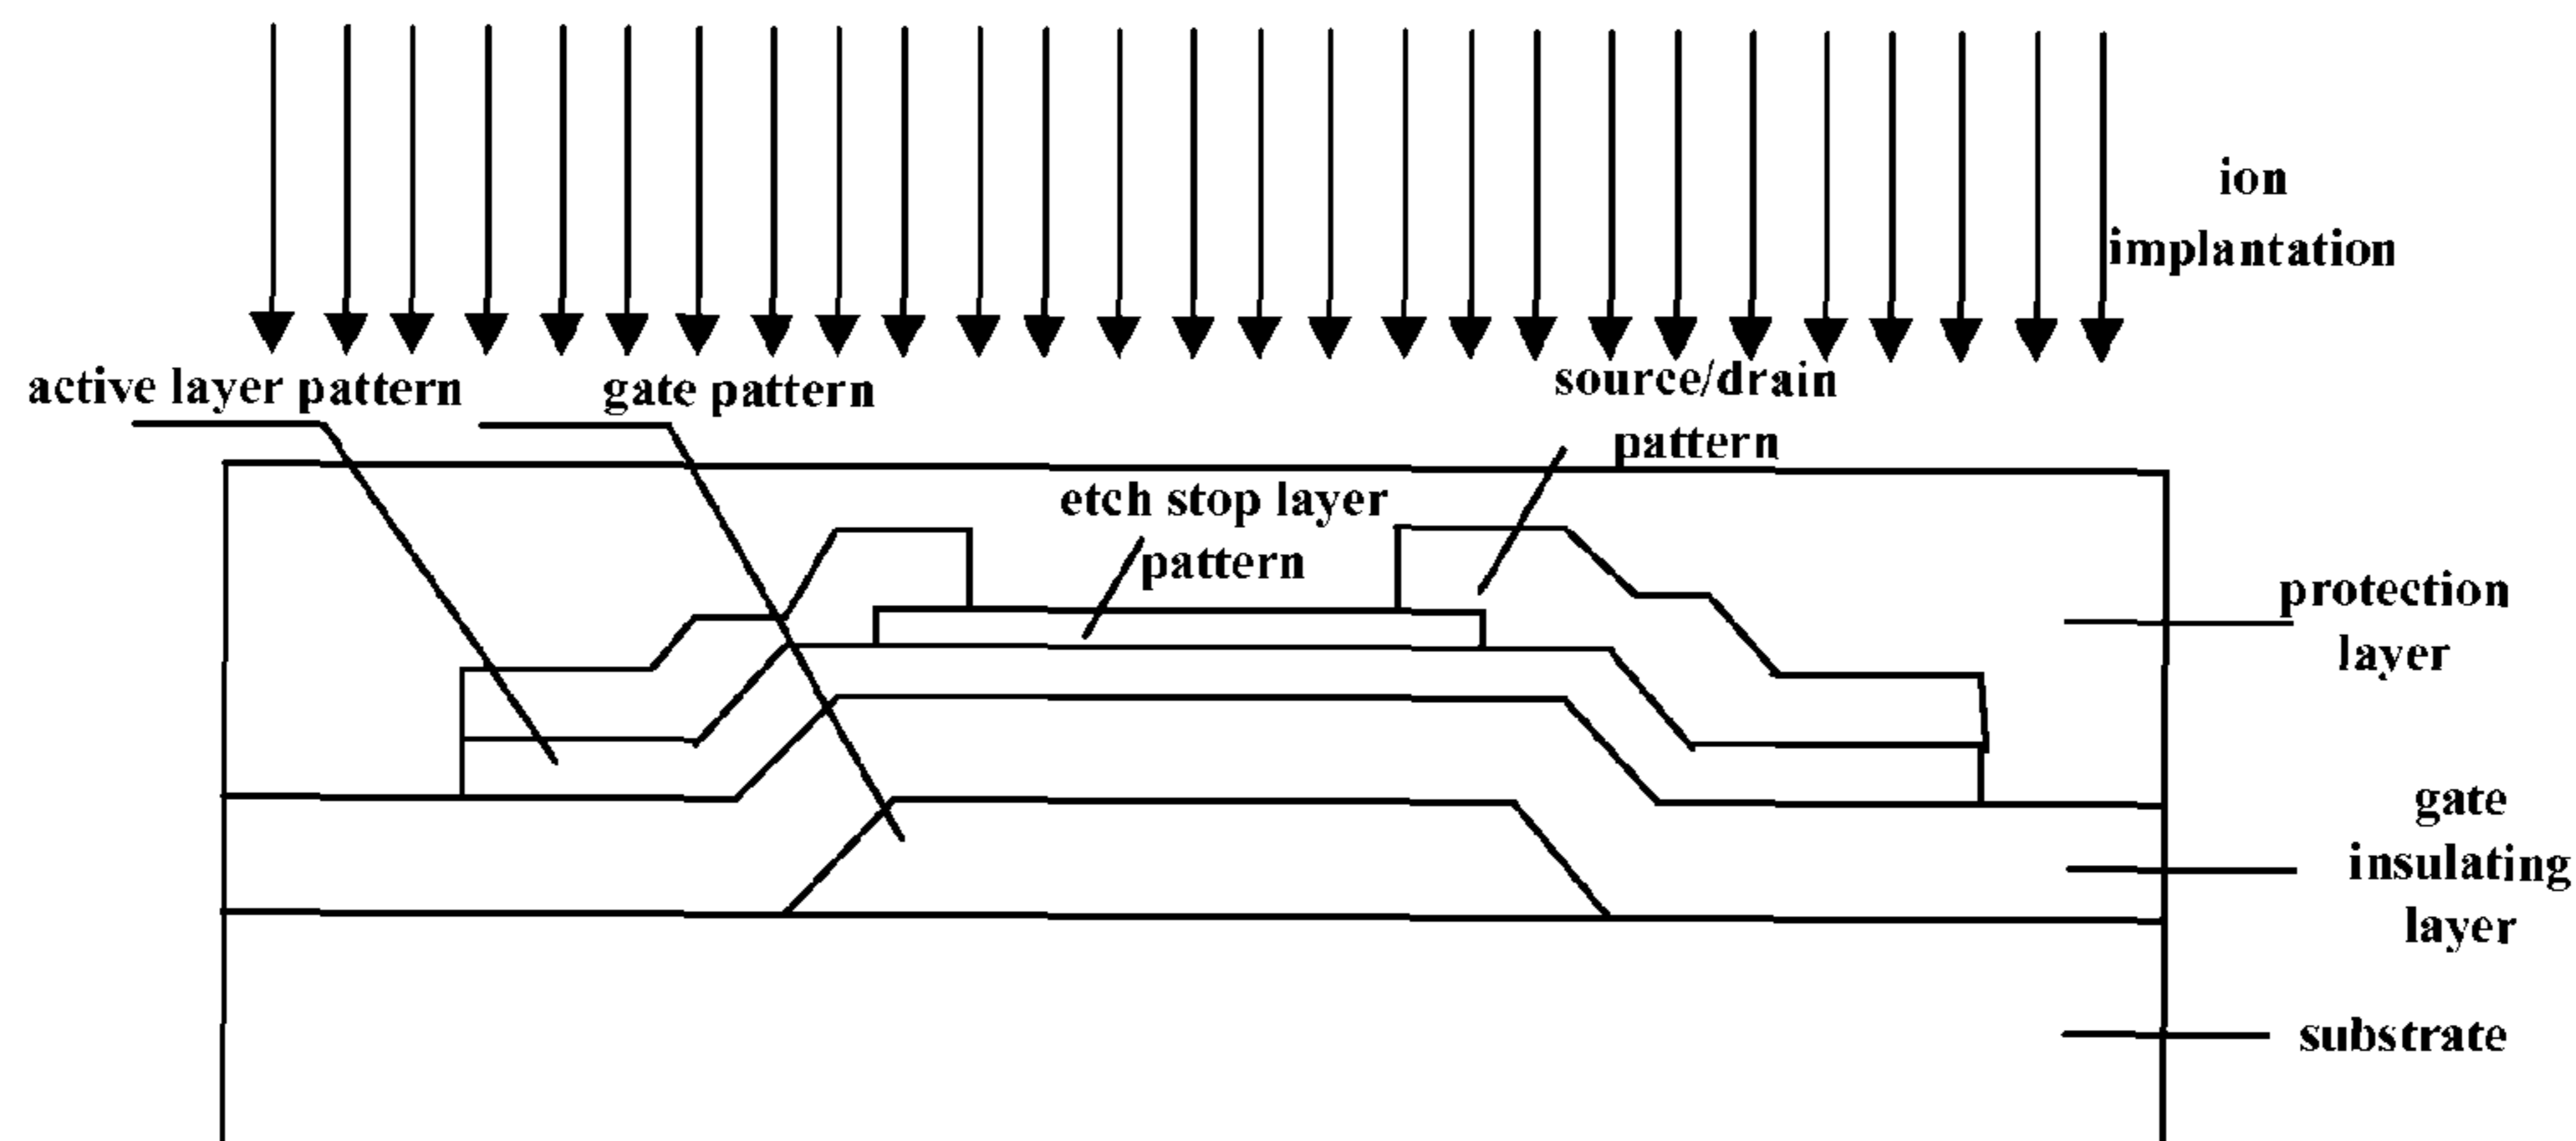 ion
implantation
active layer pattern
gate pattern
source/drain
pattern
etch stop layer
pattern
protection
layer
gate
insulating
layer
substrate